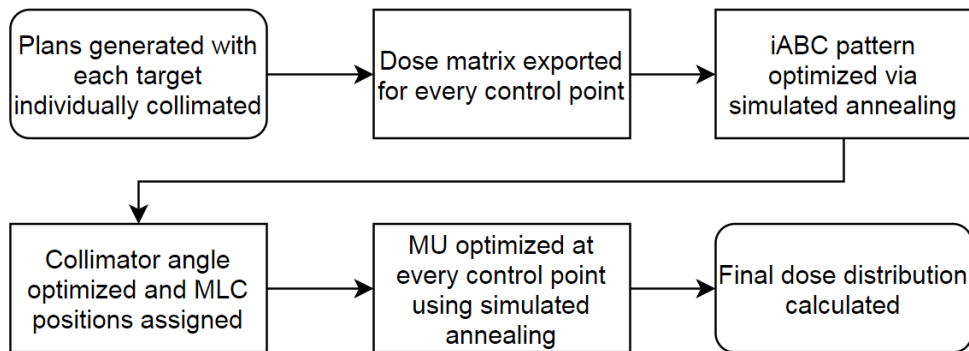 Plans generated with
each target
individually collimated
Dose matrix exported
for every control point
iABC pattern
optimized via
simulated annealing
Collimator angle
optimized and MLC
positions assigned
MU optimized at
every control point
using simulated
annealing
Final dose distribution
calculated